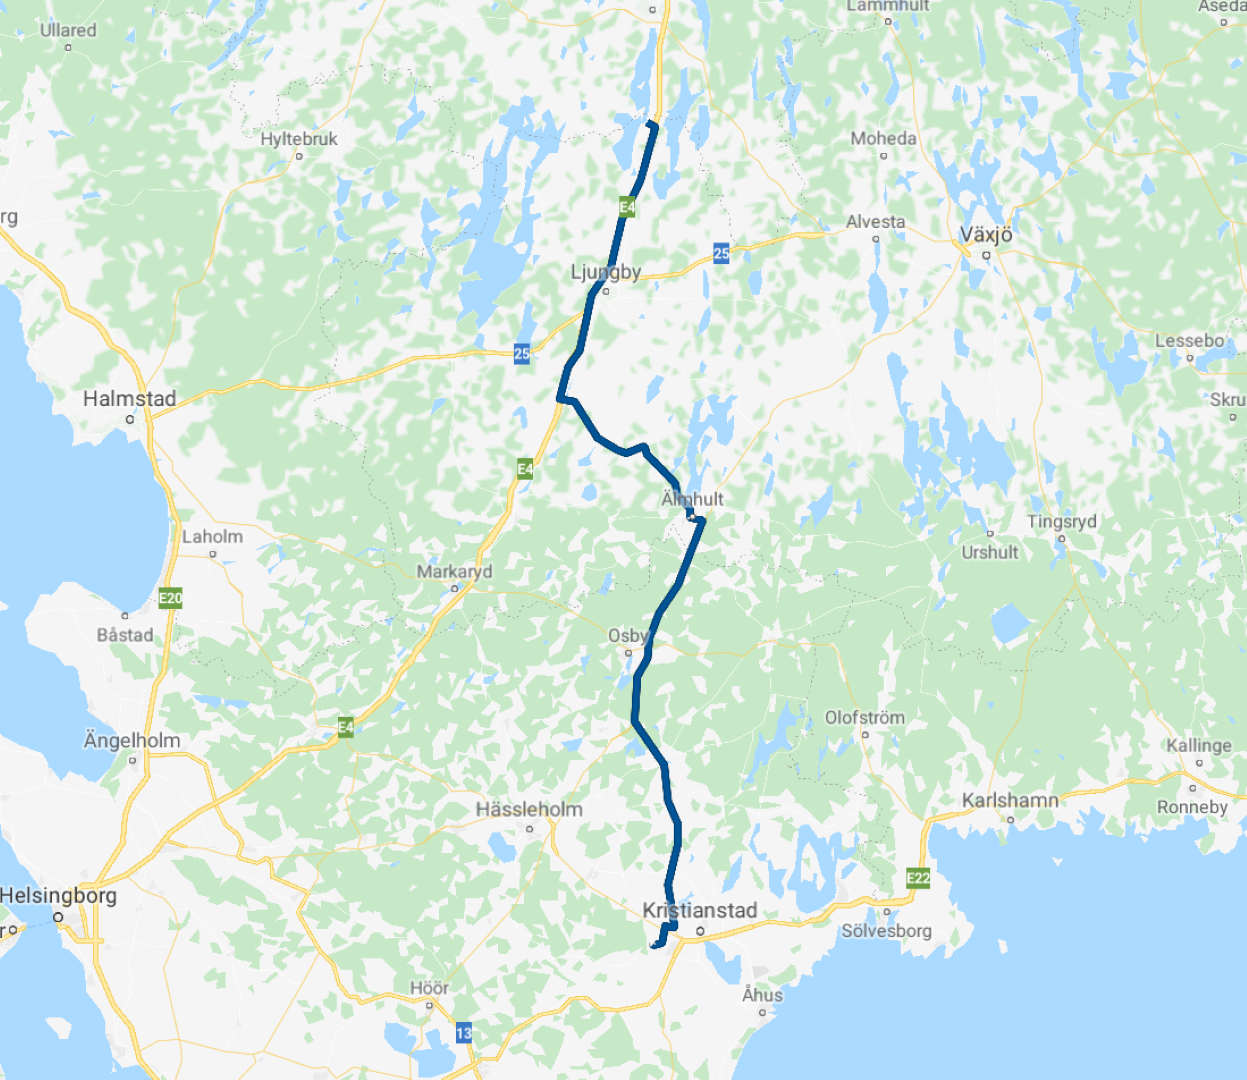 Lammhult
Aseda
Ullared
Hyltebruk
Moheda
rg
E4
Alvesta
Växjö
25
Ljungby
25
Lessebo
Halmstad
Skru
E4
Älmhult
Tingsryd
Laholm
Urshult
Markaryd
E20
Båstad
Osby
Olofström
E4
Ängelholm
Kallinge
Hässleholm
Karlshamn
Ronneby
E22
Helsingborg
Kristianstad
r
Sölvesborg
Höör
Åhus
13